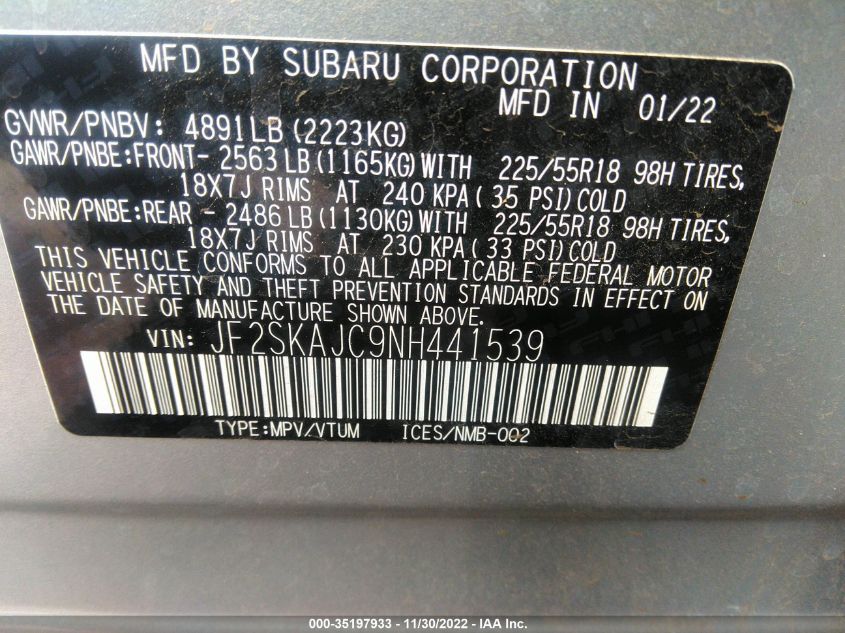 MFD BY SUBARU CORPORATION
MFD IN 01/22
GVWR/PNBV: 4891LB (2223KG)
GAWR/PNBE:FRONT- 2563 LB (1165KG) WITH 225/55R18 98H TIRES,
18X7J RIMS AT 240 KPA ( 35 PSI) COLD
GAWR/PNBE:REAR - 2486 LB (1130KG) WITH 225/55R18 98H TIRES,
18X7J RIMS AT 230 KPA ( 33 PSI) COLD
THIS VEHICLE CONFORMS TO ALL APPLICABLE FEDERAL MOTOR
VEHICLE SAFETY AND THEFT PREVENTION STANDARDS IN EFFECT ON
THE DATE OF MANUFACTURE SHOWN ABOVE.
VIN: JF2SKAJC9NH441539
TYPE:MPV/VTUM ICES/NMB-002
000-35197933 - 11/30/2022 - IAA Inc.